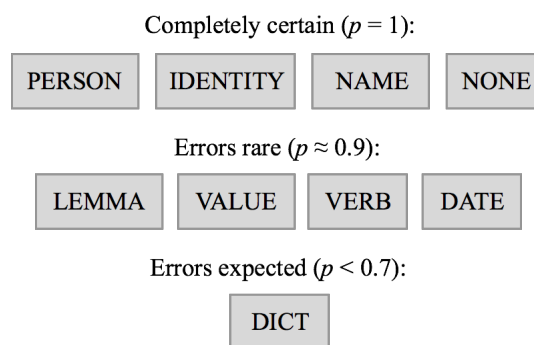 Completely certain (p = 1):
PERSON IDENTITY NAME NONE
Errors rare (p ≈ 0.9):
LEMMA VALUE VERB DATE
Errors expected (p < 0.7):
DICT